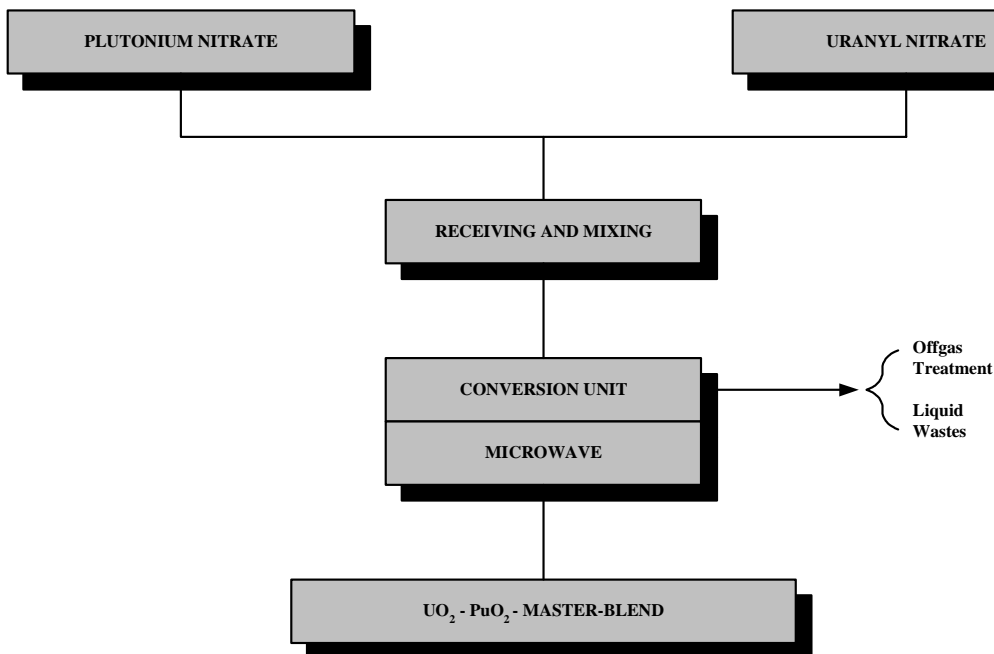 PLUTONIUM NITRATE
URANYL NITRATE
RECEIVING AND MIXING
CONVERSION UNIT
MICROWAVE
Offgas
Treatment
Liquid
Wastes
UO₂ - PuO₂ - MASTER-BLEND